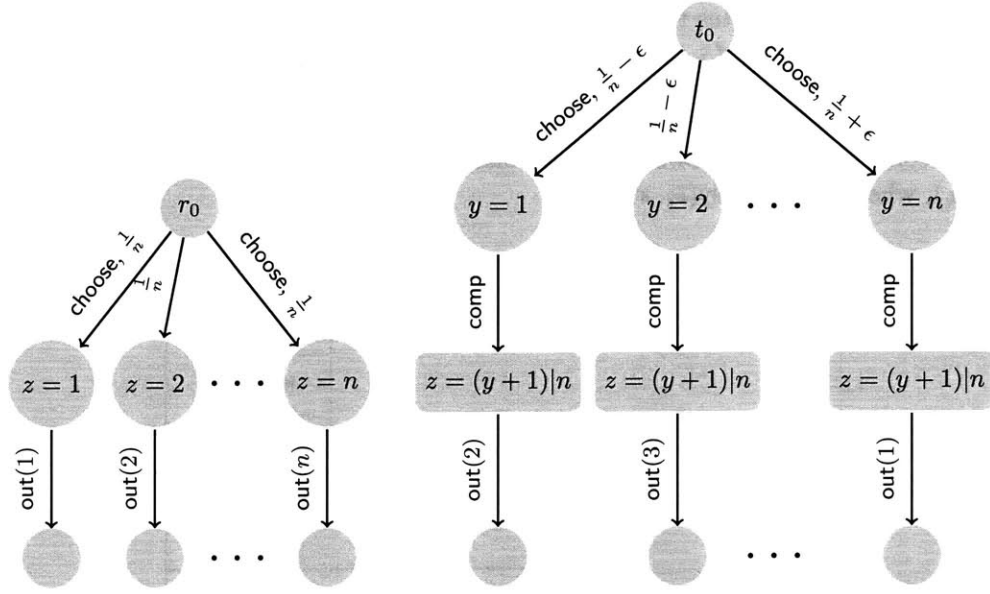 t₀
choose, 1/n − ϵ
1/n − ϵ
choose, 1/n + ϵ
y = 1
y = 2
· · ·
y = n
r₀
choose, 1/n
1/n
choose, 1/n
comp
comp
comp
z = 1
z = 2
· · ·
z = n
z = (y + 1)|n
z = (y + 1)|n
z = (y + 1)|n
out(1)
out(2)
out(n)
out(2)
out(3)
out(1)
· · ·
· · ·